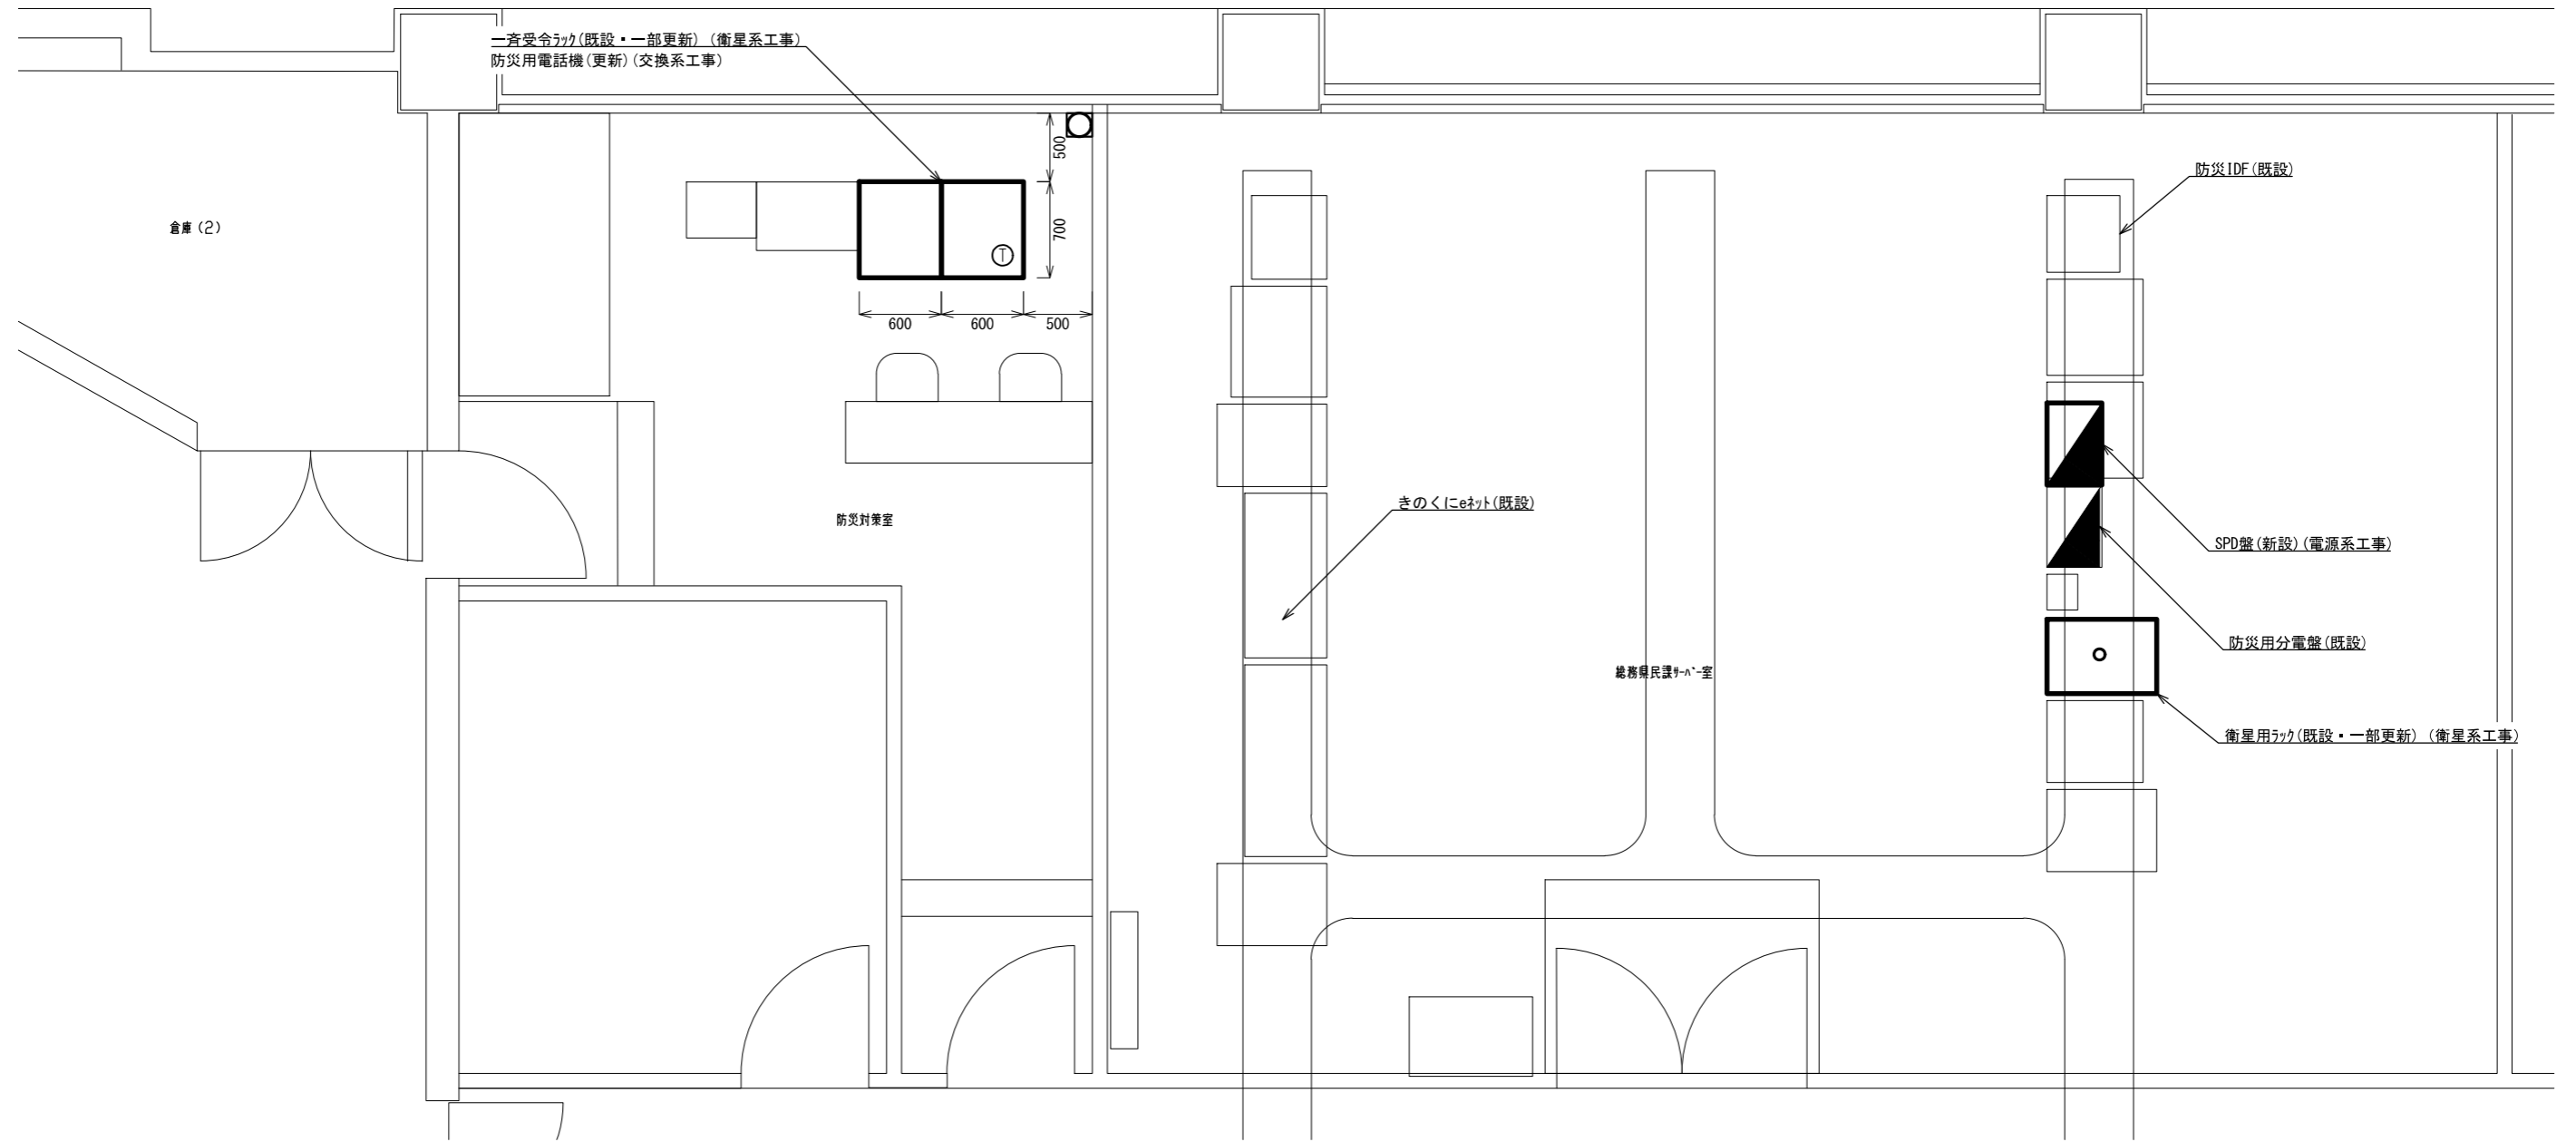 一斉受令ﾗｯｸ(既設・一部更新) (衛星系工事)
防災用電話機(更新)(交換系工事)
500
防災IDF(既設)
倉庫(2)
700
T
600
600
500
きのくにeﾈｯﾄ(既設)
防災対策室
SPD盤(新設)(電源系工事)
防災用分電盤(既設)
総務県民課ｻｰﾊﾞｰ室
衛星用ﾗｯｸ(既設・一部更新) (衛星系工事)